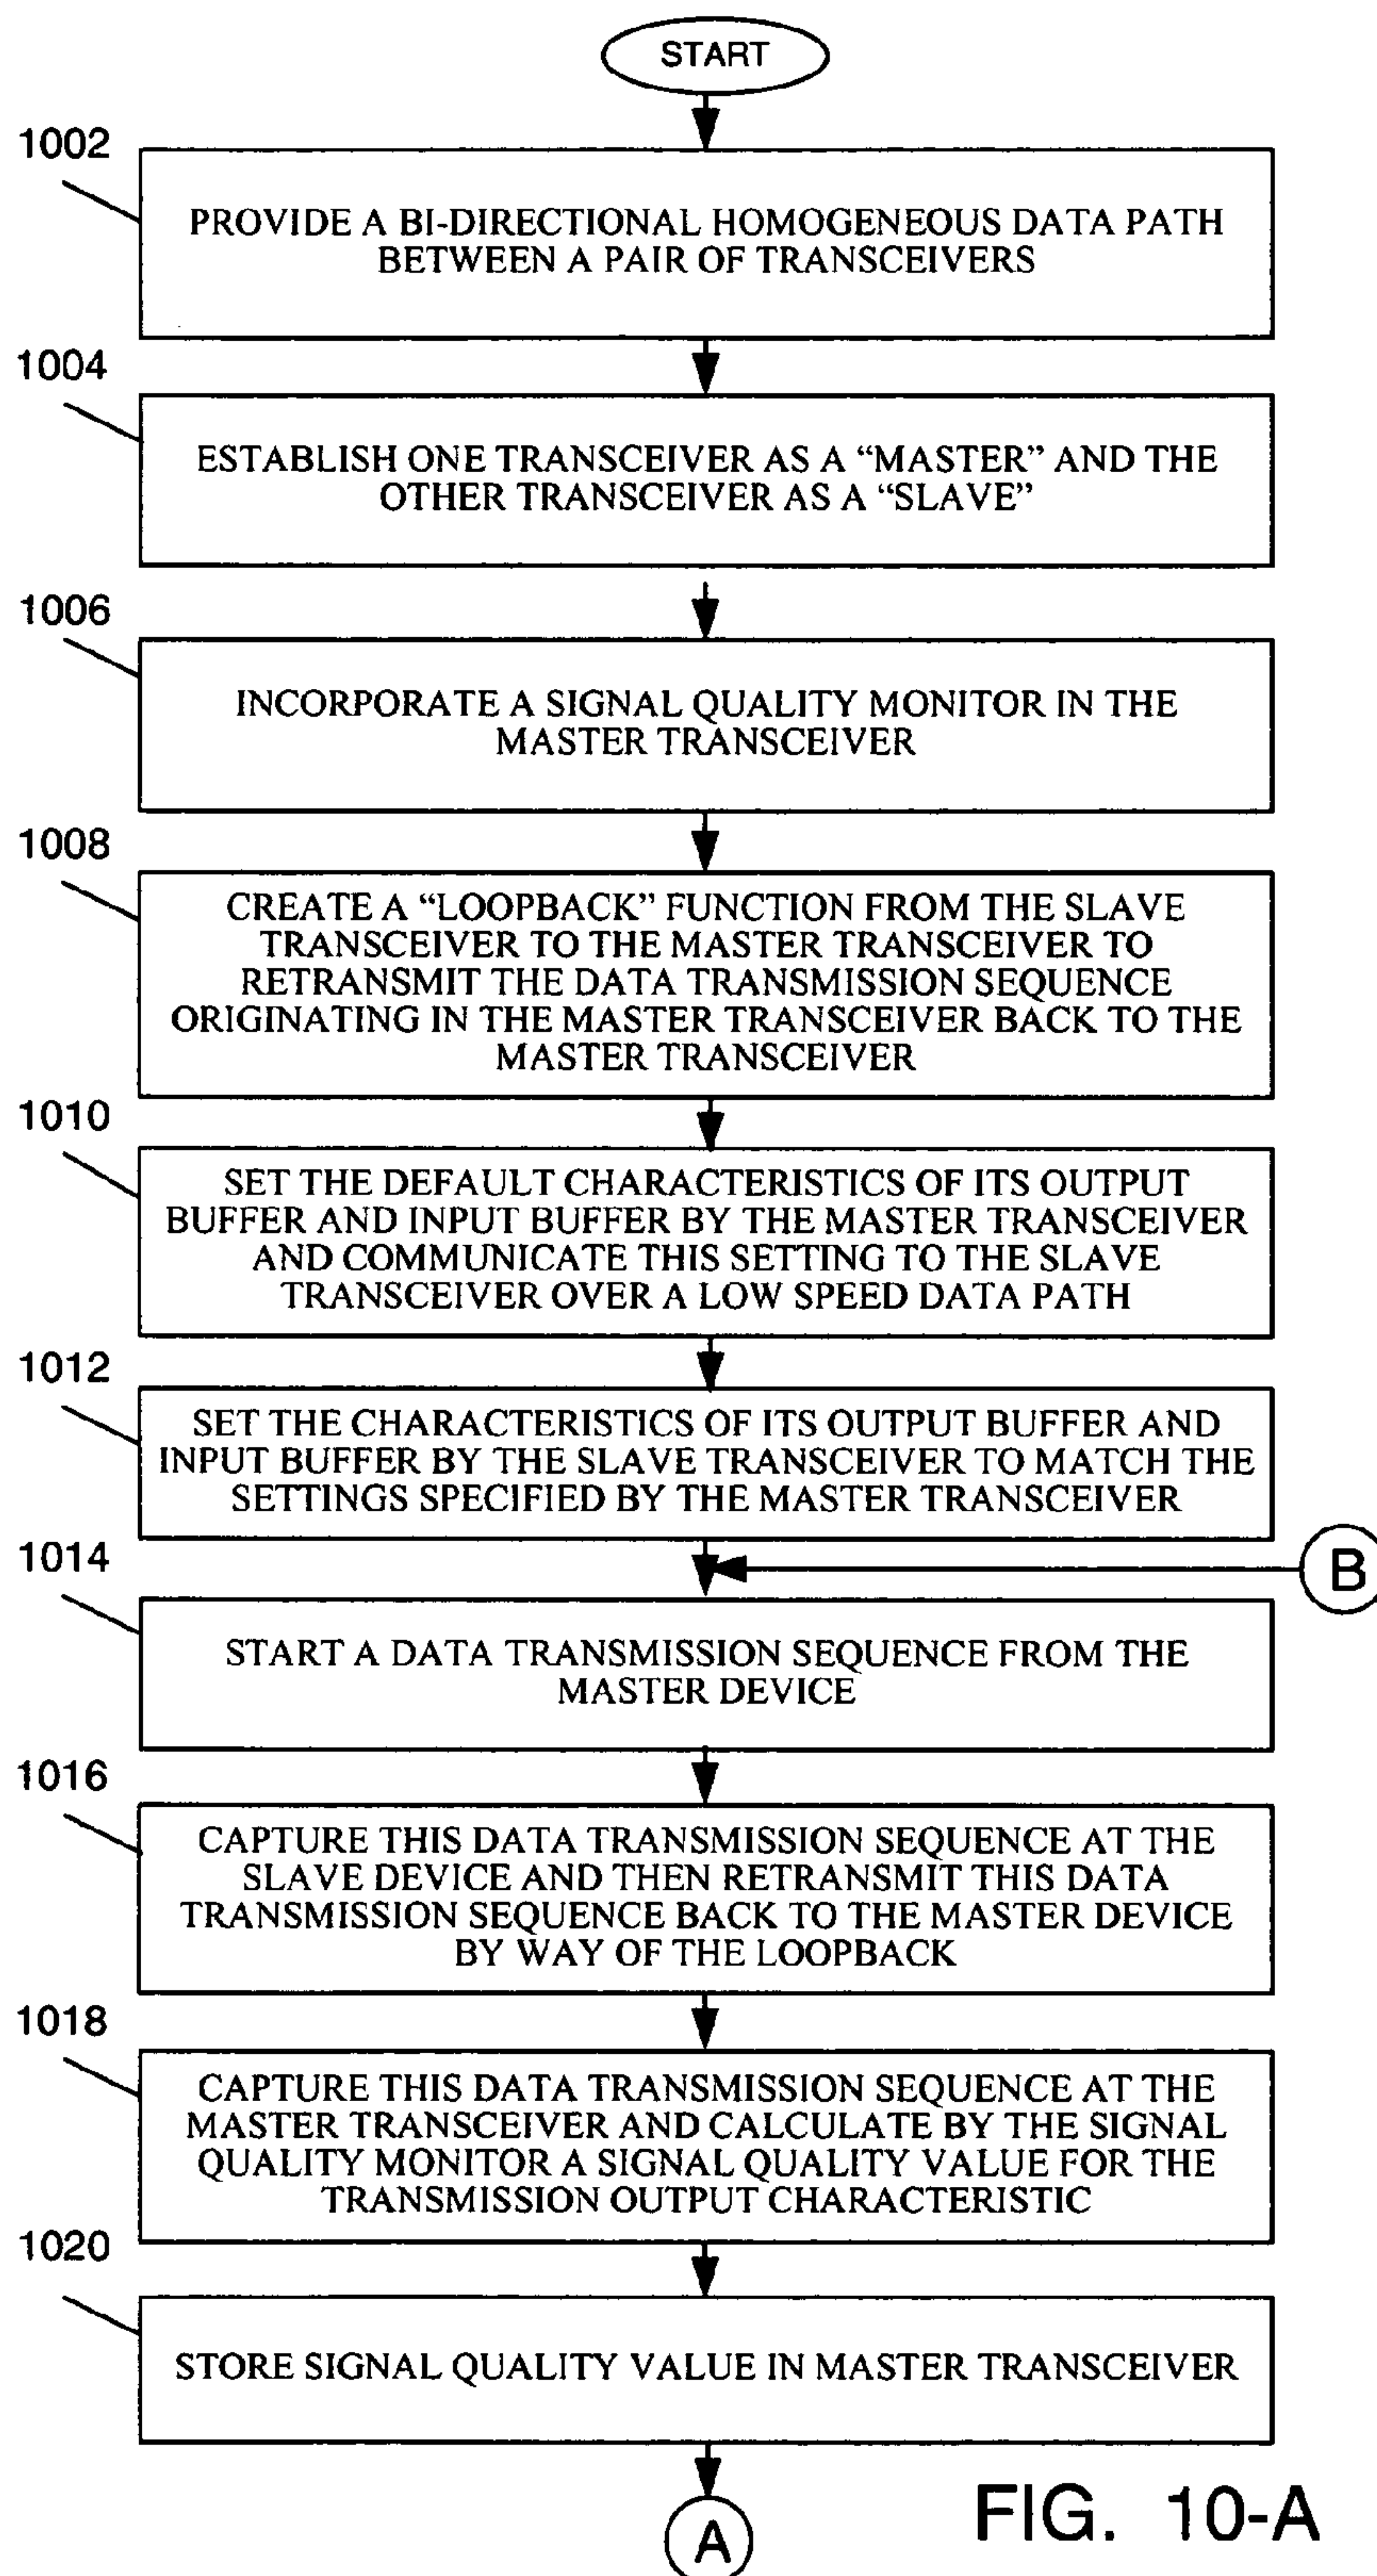 START
1002
PROVIDE A BI-DIRECTIONAL HOMOGENEOUS DATA PATH
BETWEEN A PAIR OF TRANSCEIVERS
1004
ESTABLISH ONE TRANSCEIVER AS A “MASTER” AND THE
OTHER TRANSCEIVER AS A “SLAVE”
1006
INCORPORATE A SIGNAL QUALITY MONITOR IN THE
MASTER TRANSCEIVER
1008
CREATE A “LOOPBACK” FUNCTION FROM THE SLAVE
TRANSCEIVER TO THE MASTER TRANSCEIVER TO
RETRANSMIT THE DATA TRANSMISSION SEQUENCE
ORIGINATING IN THE MASTER TRANSCEIVER BACK TO THE
MASTER TRANSCEIVER
1010
SET THE DEFAULT CHARACTERISTICS OF ITS OUTPUT
BUFFER AND INPUT BUFFER BY THE MASTER TRANSCEIVER
AND COMMUNICATE THIS SETTING TO THE SLAVE
TRANSCEIVER OVER A LOW SPEED DATA PATH
1012
SET THE CHARACTERISTICS OF ITS OUTPUT BUFFER AND
INPUT BUFFER BY THE SLAVE TRANSCEIVER TO MATCH THE
SETTINGS SPECIFIED BY THE MASTER TRANSCEIVER
1014
B
START A DATA TRANSMISSION SEQUENCE FROM THE
MASTER DEVICE
1016
CAPTURE THIS DATA TRANSMISSION SEQUENCE AT THE
SLAVE DEVICE AND THEN RETRANSMIT THIS DATA
TRANSMISSION SEQUENCE BACK TO THE MASTER DEVICE
BY WAY OF THE LOOPBACK
1018
CAPTURE THIS DATA TRANSMISSION SEQUENCE AT THE
MASTER TRANSCEIVER AND CALCULATE BY THE SIGNAL
QUALITY MONITOR A SIGNAL QUALITY VALUE FOR THE
TRANSMISSION OUTPUT CHARACTERISTIC
1020
STORE SIGNAL QUALITY VALUE IN MASTER TRANSCEIVER
A
FIG. 10-A